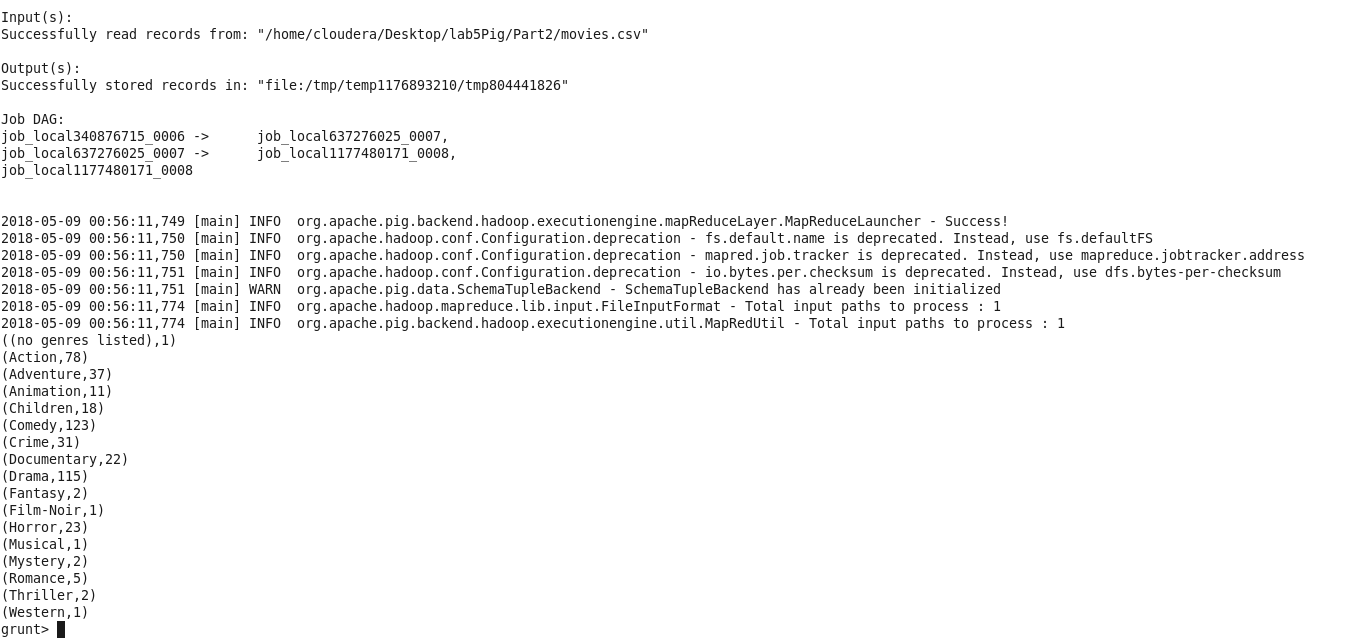 Input(s):
Successfully read records from: "/home/cloudera/Desktop/lab5Pig/Part2/movies.csv"
Output(s):
Successfully stored records in: "file:/tmp/temp1176893210/tmp804441826"
Job DAG:
job_local340876715_0006 ->      job_local637276025_0007,
job_local637276025_0007 ->      job_local1177480171_0008,
job_local1177480171_0008
2018-05-09 00:56:11,749 [main] INFO  org.apache.pig.backend.hadoop.executionengine.mapReduceLayer.MapReduceLauncher - Success!
2018-05-09 00:56:11,750 [main] INFO  org.apache.hadoop.conf.Configuration.deprecation - fs.default.name is deprecated. Instead, use fs.defaultFS
2018-05-09 00:56:11,750 [main] INFO  org.apache.hadoop.conf.Configuration.deprecation - mapred.job.tracker is deprecated. Instead, use mapreduce.jobtracker.address
2018-05-09 00:56:11,751 [main] INFO  org.apache.hadoop.conf.Configuration.deprecation - io.bytes.per.checksum is deprecated. Instead, use dfs.bytes-per-checksum
2018-05-09 00:56:11,751 [main] WARN  org.apache.pig.data.SchemaTupleBackend - SchemaTupleBackend has already been initialized
2018-05-09 00:56:11,774 [main] INFO  org.apache.hadoop.mapreduce.lib.input.FileInputFormat - Total input paths to process : 1
2018-05-09 00:56:11,774 [main] INFO  org.apache.pig.backend.hadoop.executionengine.util.MapRedUtil - Total input paths to process : 1
((no genres listed),1)
(Action,78)
(Adventure,37)
(Animation,11)
(Children,18)
(Comedy,123)
(Crime,31)
(Documentary,22)
(Drama,115)
(Fantasy,2)
(Film-Noir,1)
(Horror,23)
(Musical,1)
(Mystery,2)
(Romance,5)
(Thriller,2)
(Western,1)
grunt>